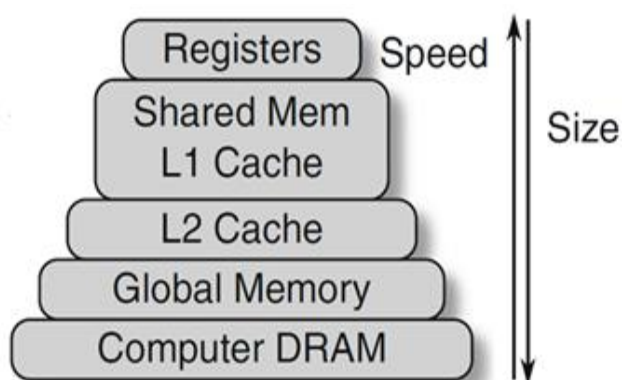 Registers
Speed
Shared Mem
L1 Cache
Size
L2 Cache
Global Memory
Computer DRAM